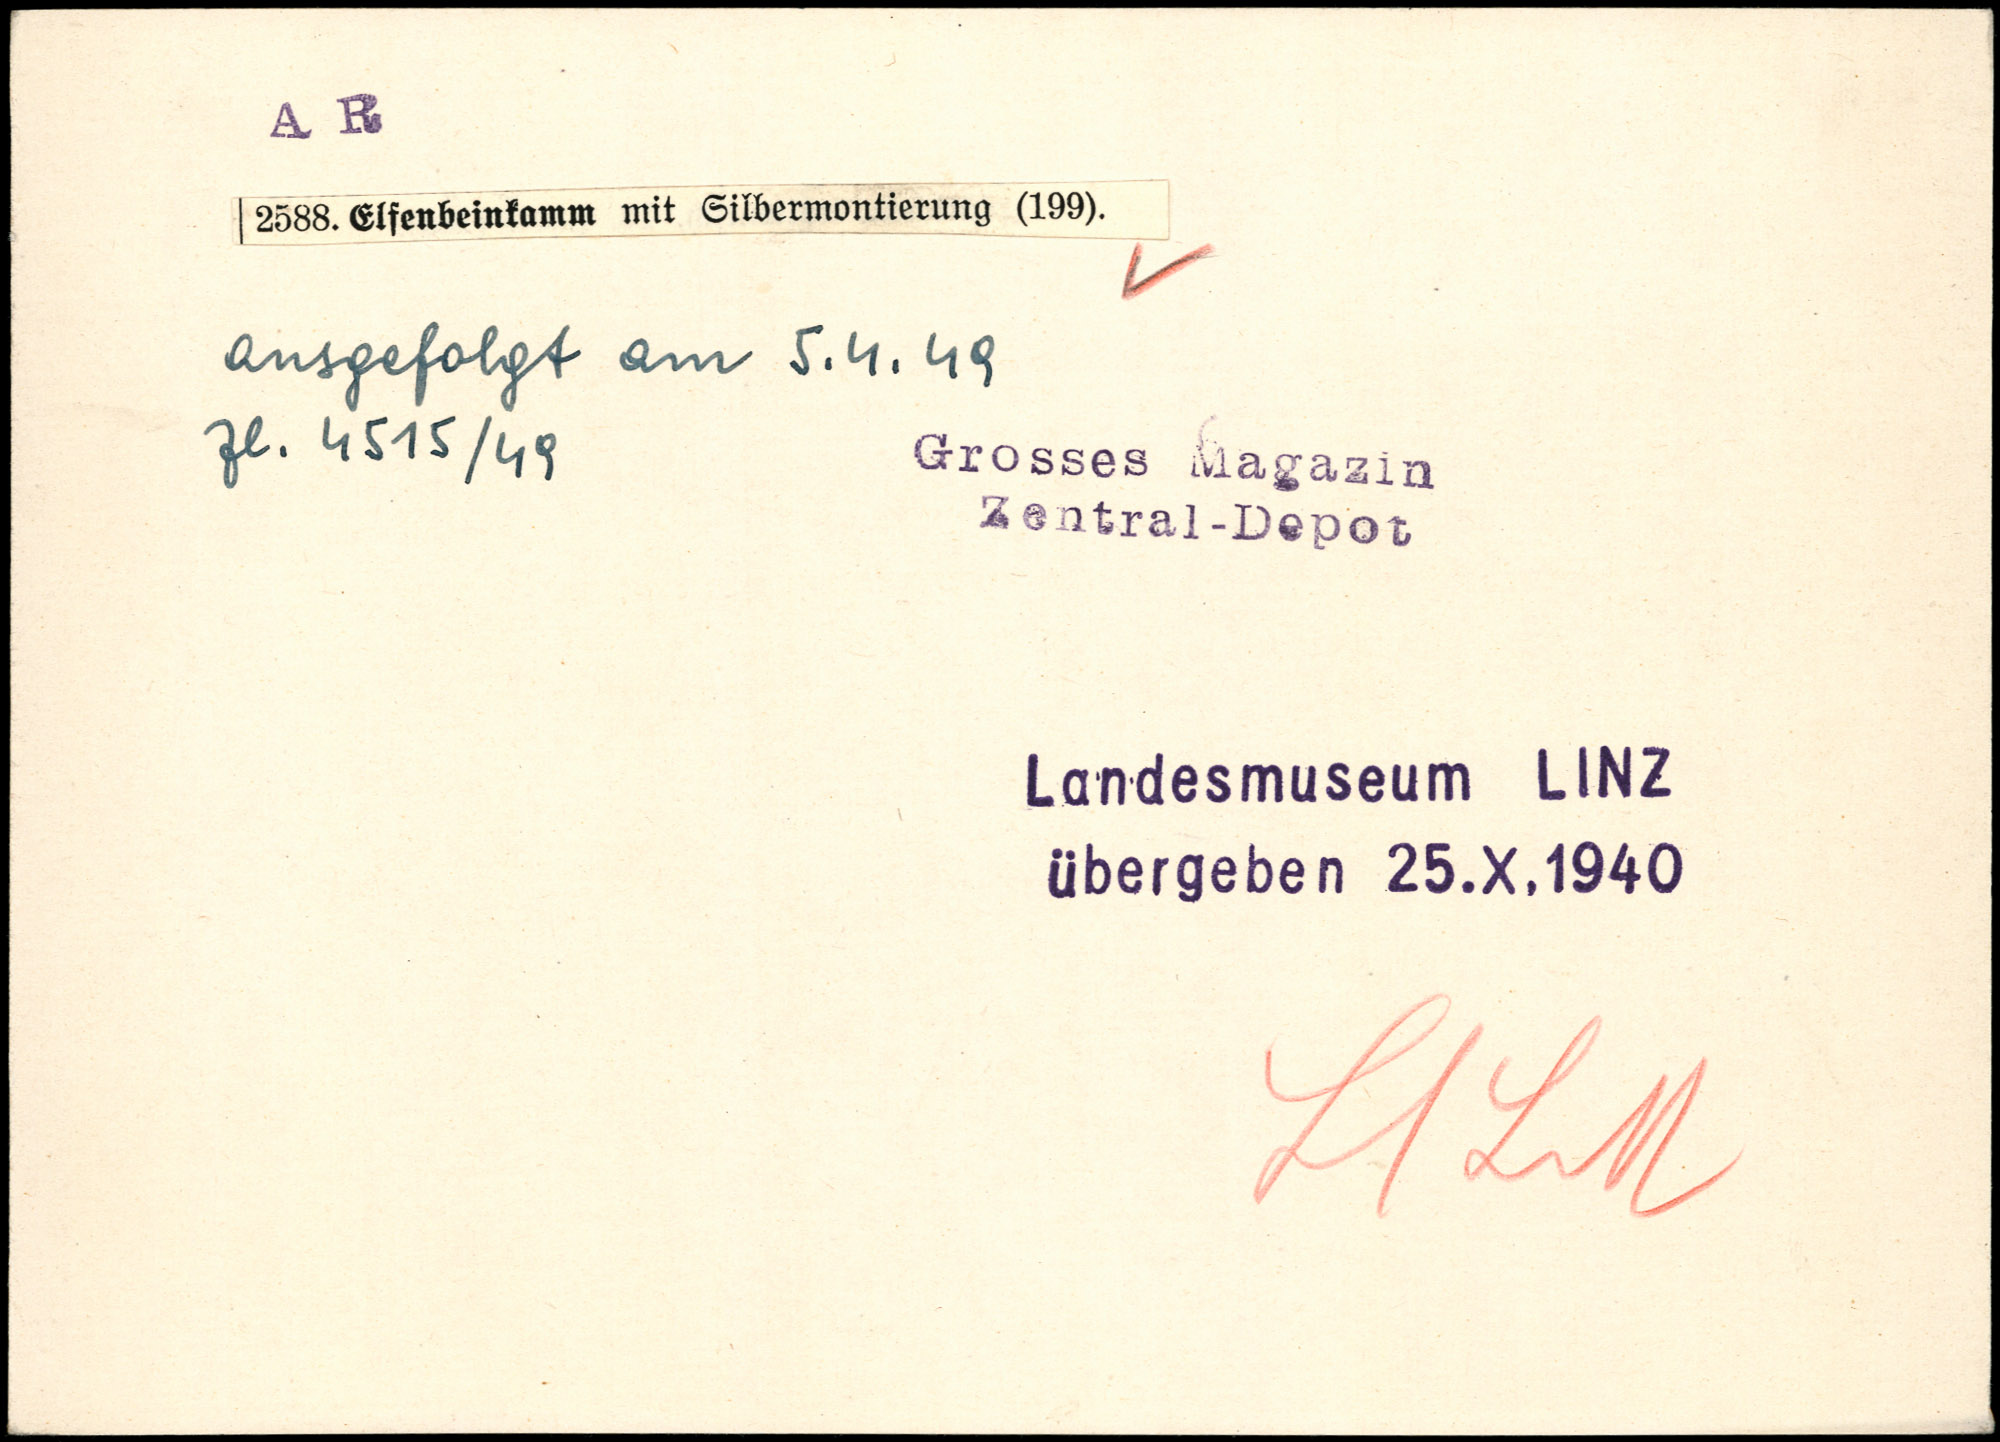 A R
2588. Elfenbeinkamm mit Silbermontierung (199).
ausgefolgt am 5.4.49
Zl. 4515/49
Grosses Magazin
Zentral-Depot
Landesmuseum LINZ
übergeben 25.X.1940